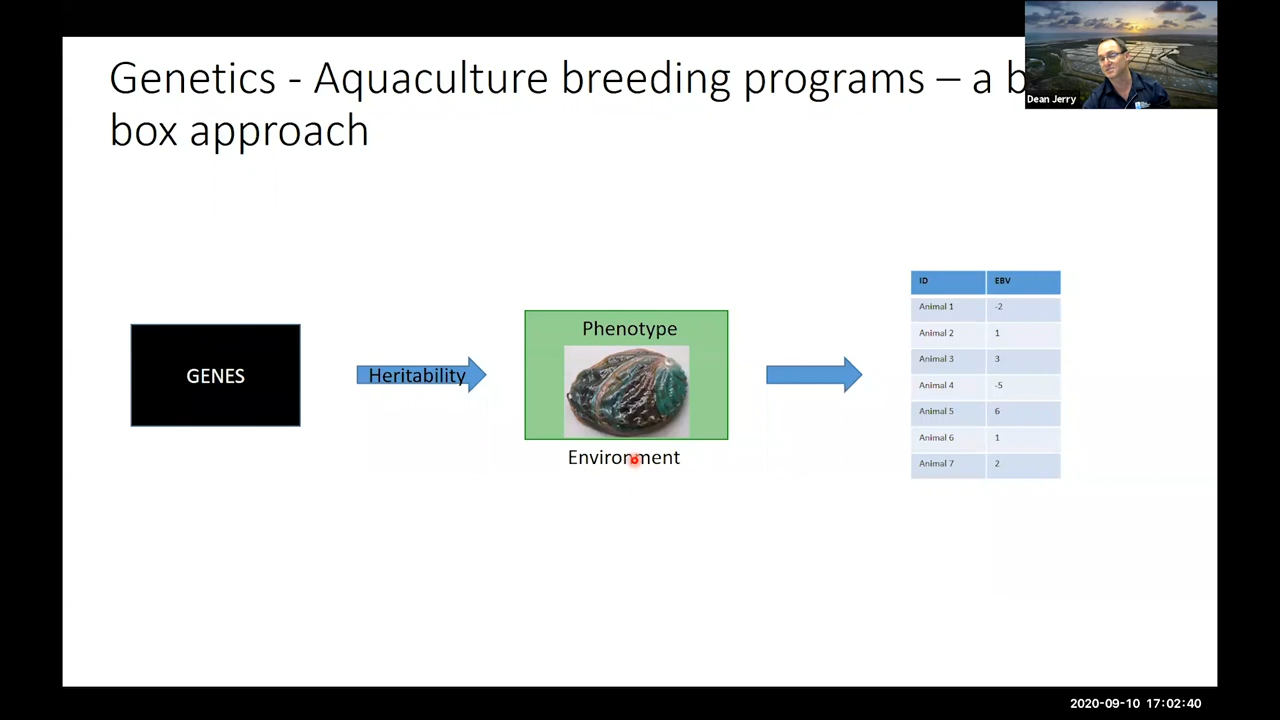 Genetics - Aquaculture breeding programs – a b
box approach
Dean Jerry
GENES
Heritability
Phenotype
Environment
ID EBV
Animal 1 -2
Animal 2 1
Animal 3 3
Animal 4 -5
Animal 5 6
Animal 6 1
Animal 7 2
2020-09-10 17:02:40